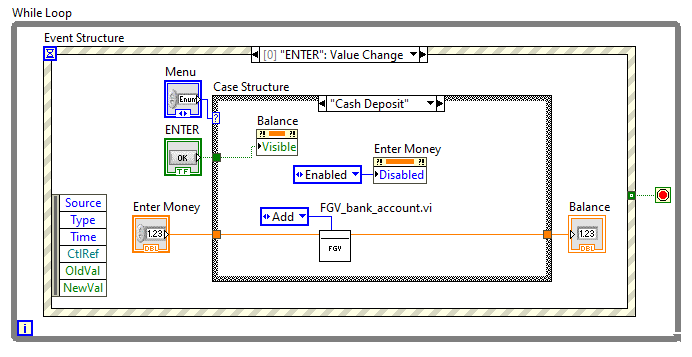 While Loop
Event Structure
[0] "ENTER": Value Change
Menu
Enum
Case Structure
"Cash Deposit"
?
ENTER
OK
TF
Balance
?! ?!
Visible
Enter Money
?! ?!
Enabled
Disabled
Source
Type
Time
CtlRef
OldVal
NewVal
Enter Money
1.23
DBL
Add
FGV_bank_account.vi
FGV
Balance
1.23
DBL
i